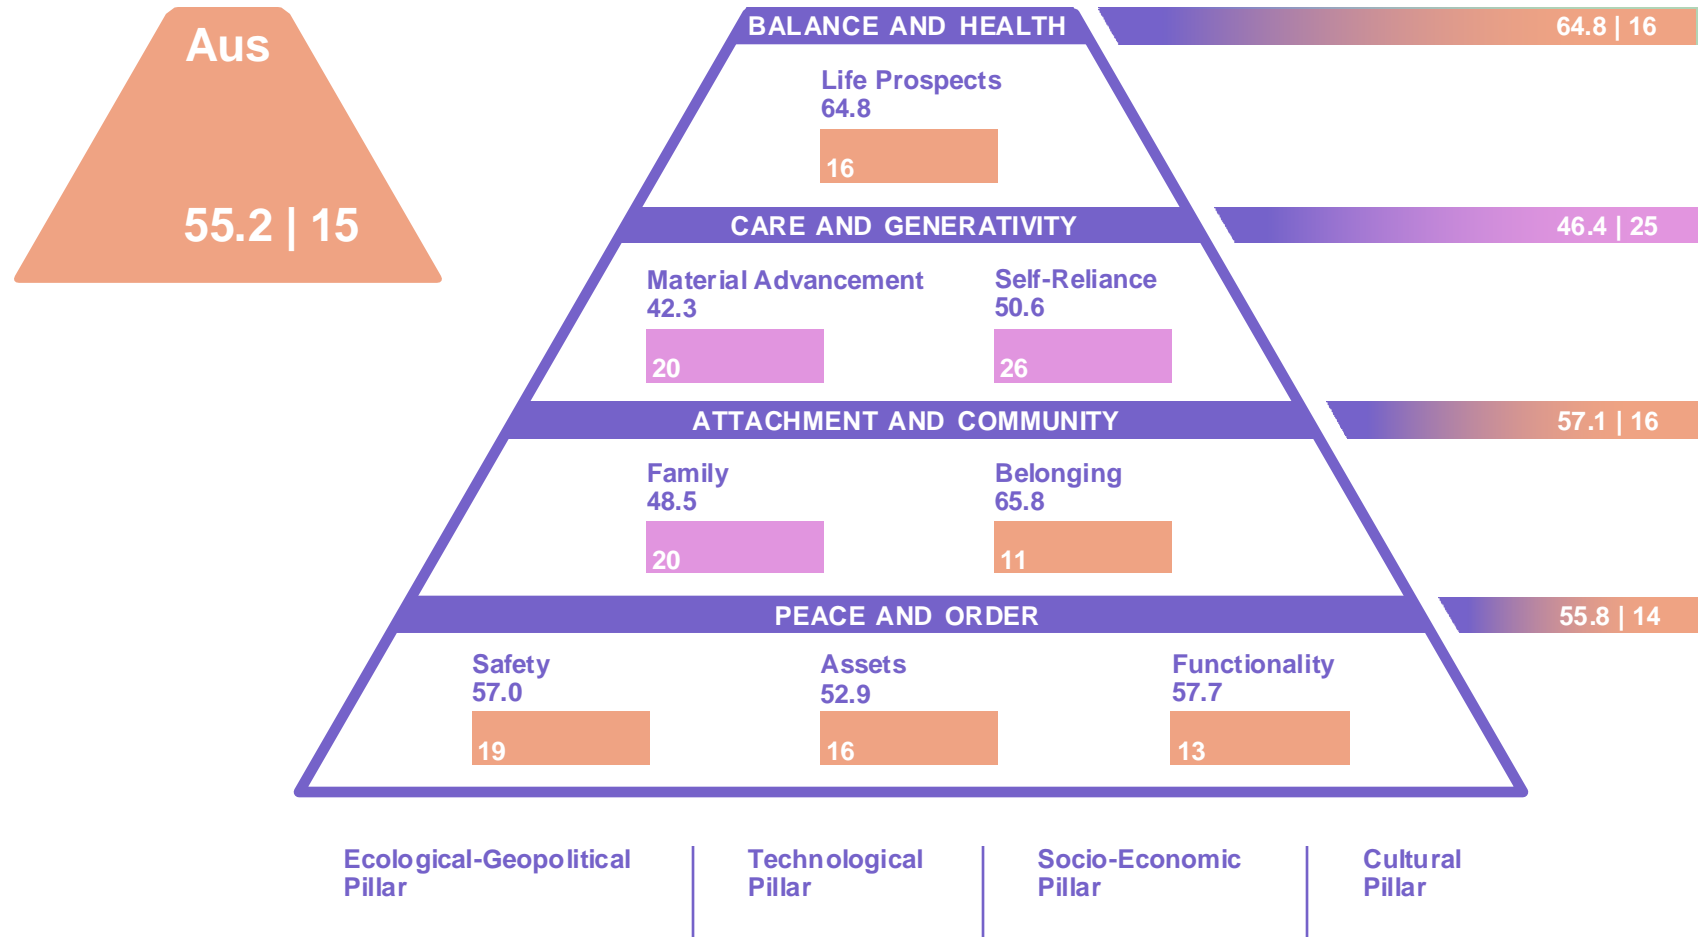 Aus
55.2 | 15
BALANCE AND HEALTH
64.8 | 16
Life Prospects
64.8
16
CARE AND GENERATIVITY
46.4 | 25
Material Advancement
42.3
20
Self-Reliance
50.6
26
ATTACHMENT AND COMMUNITY
57.1 | 16
Family
48.5
20
Belonging
65.8
11
PEACE AND ORDER
55.8 | 14
Safety
57.0
19
Assets
52.9
16
Functionality
57.7
13
Ecological-Geopolitical
Pillar
Technological
Pillar
Socio-Economic
Pillar
Cultural
Pillar